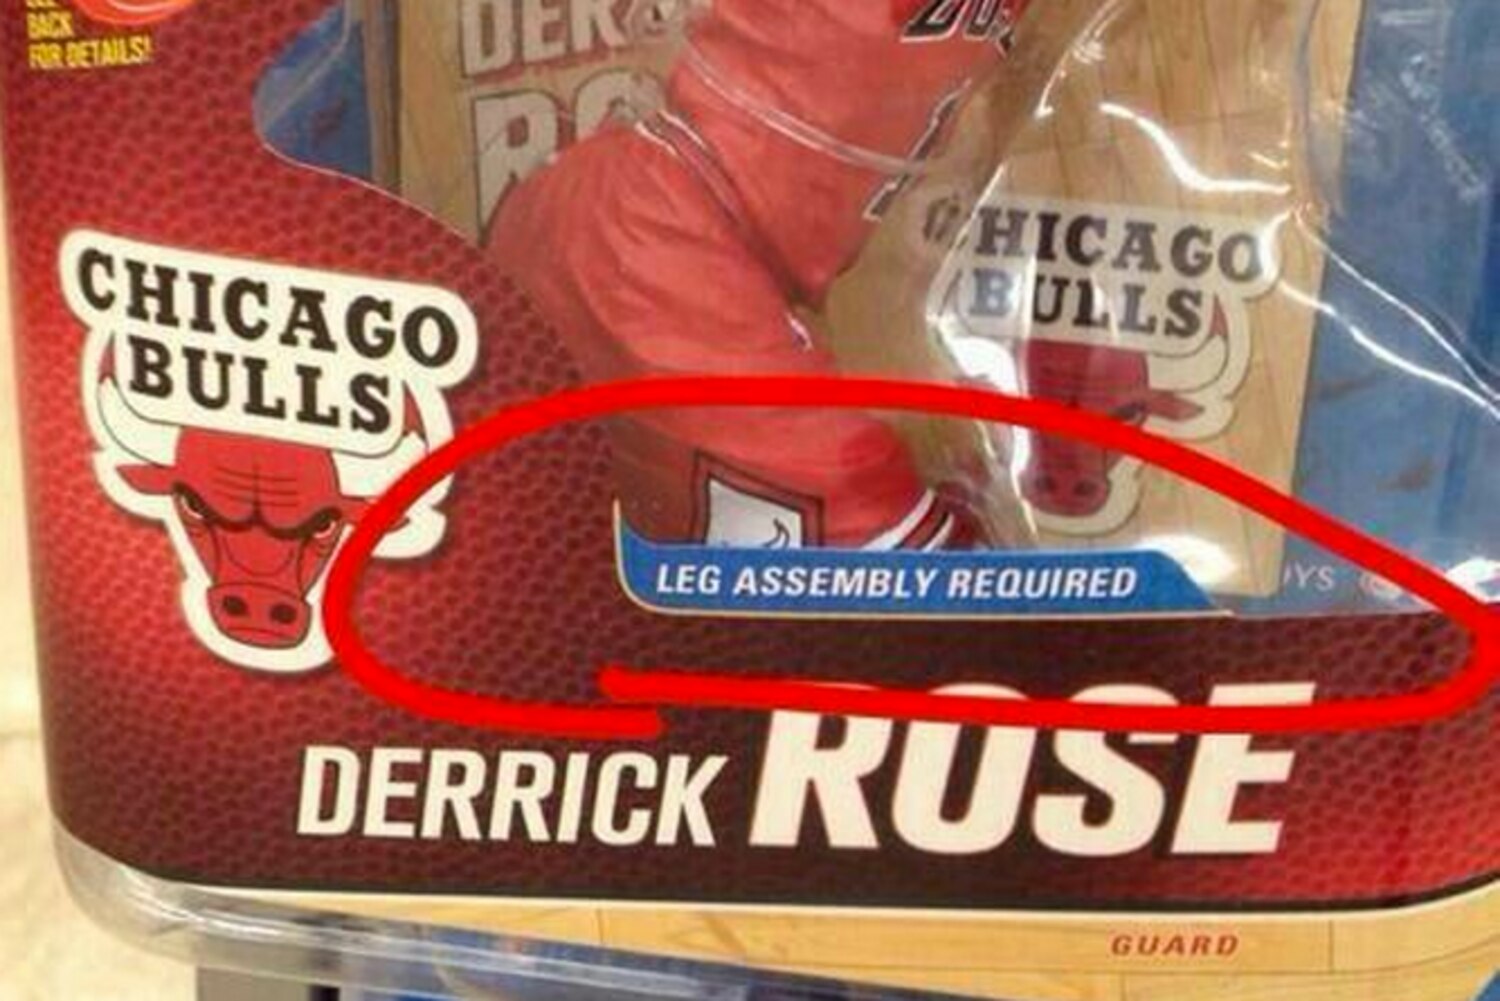 BACK
FOR DETAILS!
CHICAGO
BULLS
CHICAGO
BULLS
LEG ASSEMBLY REQUIRED
DERRICK ROSE
GUARD